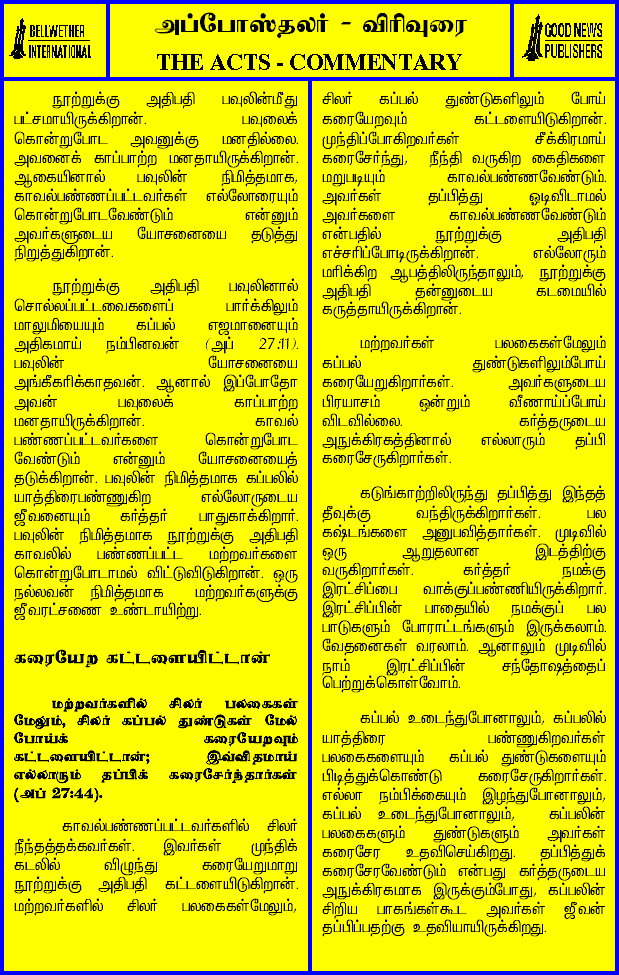 BELLWETHER
INTERNATIONAL
அப்போஸ்தலர் - விரிவுரை
THE ACTS - COMMENTARY
GOOD NEWS
PUBLISHERS
நூற்றுக்கு அதிபதி பவுலின்மீது
பட்சமாயிருக்கிறான். பவுலைக்
கொன்றுபோட அவனுக்கு மனதில்லை.
அவனைக் காப்பாற்ற மனதாயிருக்கிறான்.
ஆகையினால் பவுலின் நிமித்தமாக,
காவல்பண்ணப்பட்டவர்கள் எல்லோரையும்
கொன்றுபோடவேண்டும் என்னும்
அவர்களுடைய யோசனையை தடுத்து
நிறுத்துகிறான்.
நூற்றுக்கு அதிபதி பவுலினால்
சொல்லப்பட்டவைகளைப் பார்க்கிலும்
மாலுமியையும் கப்பல் எஜமானையும்
அதிகமாய் நம்பினவன் (அப் 27:11).
பவுலின் யோசனையை
அங்கீகரிக்காதவன். ஆனால் இப்போதோ
அவன் பவுலைக் காப்பாற்ற
மனதாயிருக்கிறான். காவல்
பண்ணப்பட்டவர்களை கொன்றுபோட
வேண்டும் என்னும் யோசனையைத்
தடுக்கிறான். பவுலின் நிமித்தமாக கப்பலில்
யாத்திரைபண்ணுகிற எல்லோருடைய
ஜீவனையும் கர்த்தர் பாதுகாக்கிறார்.
பவுலின் நிமித்தமாக நூற்றுக்கு அதிபதி
காவலில் பண்ணப்பட்ட மற்றவர்களை
கொன்றுபோடாமல் விட்டுவிடுகிறான். ஒரு
நல்லவன் நிமித்தமாக மற்றவர்களுக்கு
ஜீவரட்சணை உண்டாயிற்று.
கரையேற கட்டளையிட்டான்
மற்றவர்களில் சிலர் பலகைகள்
மேலும், சிலர் கப்பல் துண்டுகள் மேல்
போய்க் கரையேறவும்
கட்டளையிட்டான்; இவ்விதமாய்
எல்லாரும் தப்பிக் கரைசேர்ந்தார்கள்
(அப் 27:44).
காவல்பண்ணப்பட்டவர்களில் சிலர்
நீந்தத்தக்கவர்கள். இவர்கள் முந்திக்
கடலில் விழுந்து கரையேறுமாறு
நூற்றுக்கு அதிபதி கட்டளையிடுகிறான்.
மற்றவர்களில் சிலர் பலகைகள்மேலும்,
சிலர் கப்பல் துண்டுகளிலும் போய்
கரையேறவும் கட்டளையிடுகிறான்.
முந்திப்போகிறவர்கள் சீக்கிரமாய்
கரைசேர்ந்து, நீந்தி வருகிற கைதிகளை
மறுபடியும் காவல்பண்ணவேண்டும்.
அவர்கள் தப்பித்து ஓடிவிடாமல்
அவர்களை காவல்பண்ணவேண்டும்
என்பதில் நூற்றுக்கு அதிபதி
எச்சரிப்போடிருக்கிறான். எல்லோரும்
மரிக்கிற ஆபத்திலிருந்தாலும், நூற்றுக்கு
அதிபதி தன்னுடைய கடமையில்
கருத்தாயிருக்கிறான்.
மற்றவர்கள் பலகைகள்மேலும்
கப்பல் துண்டுகளிலும்போய்
கரையேறுகிறார்கள். அவர்களுடைய
பிரயாசம் ஒன்றும் வீணாய்ப்போய்
விடவில்லை. கர்த்தருடைய
அநுக்கிரகத்தினால் எல்லாரும் தப்பி
கரைசேருகிறார்கள்.
கடுங்காற்றிலிருந்து தப்பித்து இந்தத்
தீவுக்கு வந்திருக்கிறார்கள். பல
கஷ்டங்களை அனுபவித்தார்கள். முடிவில்
ஒரு ஆறுதலான இடத்திற்கு
வருகிறார்கள். கர்த்தர் நமக்கு
இரட்சிப்பை வாக்குப்பண்ணியிருக்கிறார்.
இரட்சிப்பின் பாதையில் நமக்குப் பல
பாடுகளும் போராட்டங்களும் இருக்கலாம்.
வேதனைகள் வரலாம். ஆனாலும் முடிவில்
நாம் இரட்சிப்பின் சந்தோஷத்தைப்
பெற்றுக்கொள்வோம்.
கப்பல் உடைந்துபோனாலும், கப்பலில்
யாத்திரை பண்ணுகிறவர்கள்
பலகைகளையும் கப்பல் துண்டுகளையும்
பிடித்துக்கொண்டு கரைசேருகிறார்கள்.
எல்லா நம்பிக்கையும் இழந்துபோனாலும்,
கப்பல் உடைந்துபோனாலும், கப்பலின்
பலகைகளும் துண்டுகளும் அவர்கள்
கரைசேர உதவிசெய்கிறது. தப்பித்துக்
கரைசேரவேண்டும் என்பது கர்த்தருடைய
அநுக்கிரகமாக இருக்கும்போது, கப்பலின்
சிறிய பாகங்கள்கூட அவர்கள் ஜீவன்
தப்பிப்பதற்கு உதவியாயிருக்கிறது.